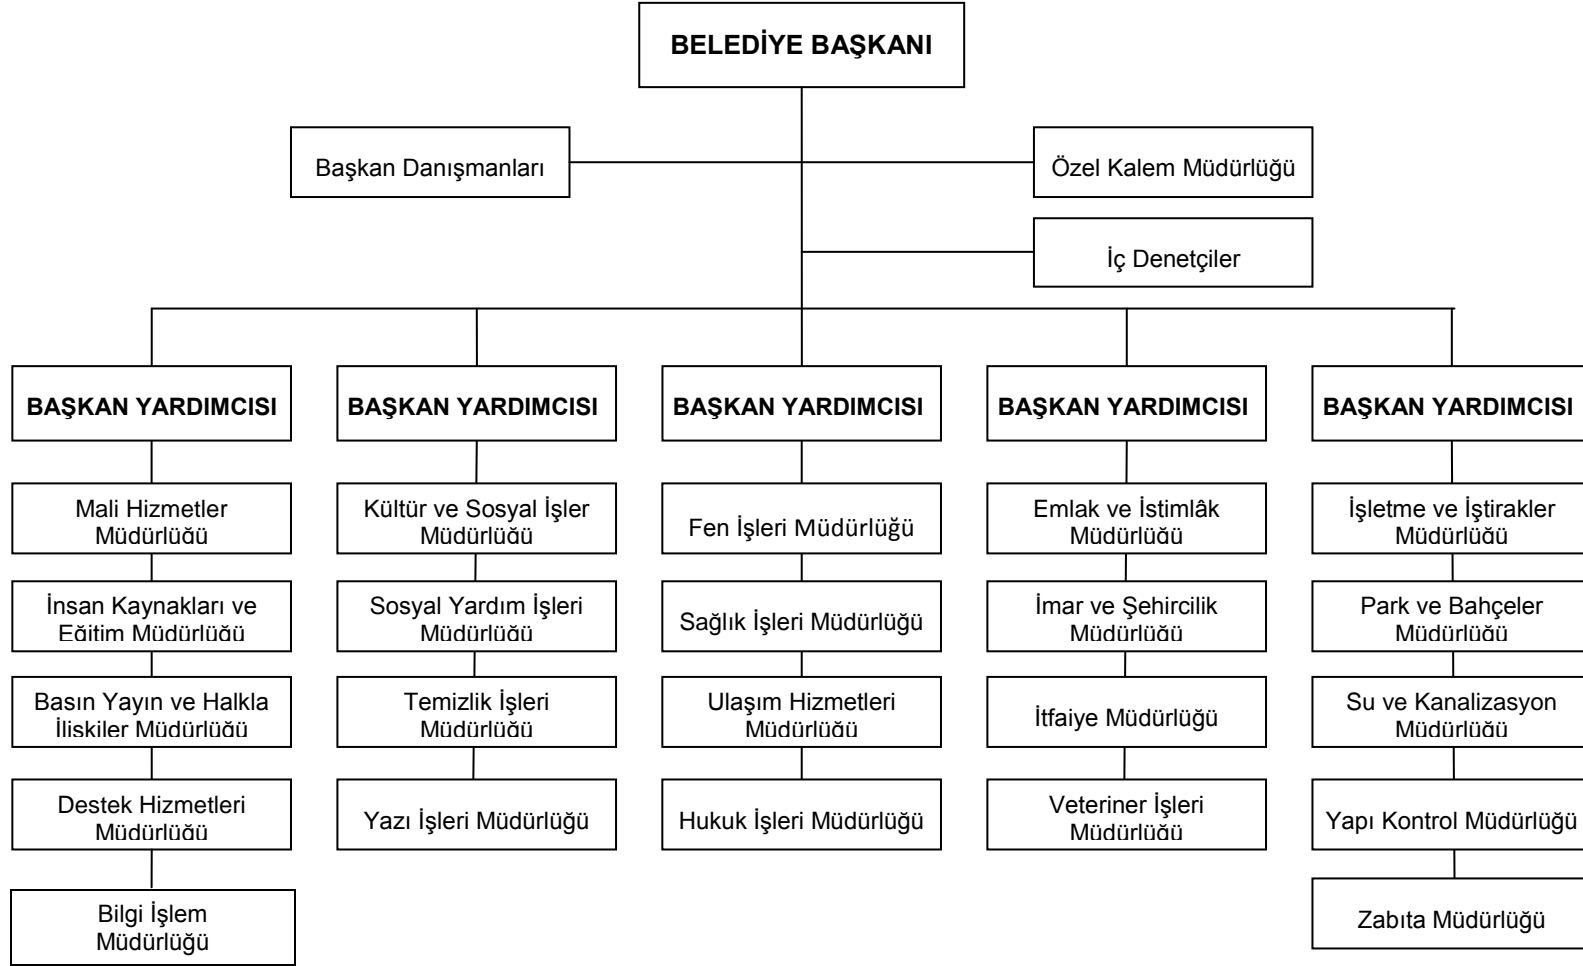 BELEDİYE BAŞKANI
Başkan Danışmanları
Özel Kalem Müdürlüğü
İç Denetçiler
BAŞKAN YARDIMCISI
BAŞKAN YARDIMCISI
BAŞKAN YARDIMCISI
BAŞKAN YARDIMCISI
BAŞKAN YARDIMCISI
Mali Hizmetler
Müdürlüğü
Kültür ve Sosyal İşler
Müdürlüğü
Fen İşleri Müdürlüğü
Emlak ve İstimlâk
Müdürlüğü
İşletme ve İştirakler
Müdürlüğü
İnsan Kaynakları ve
Eğitim Müdürlüğü
Sosyal Yardım İşleri
Müdürlüğü
Sağlık İşleri Müdürlüğü
İmar ve Şehircilik
Müdürlüğü
Park ve Bahçeler
Müdürlüğü
Basın Yayın ve Halkla
İlişkiler Müdürlüğü
Temizlik İşleri
Müdürlüğü
Ulaşım Hizmetleri
Müdürlüğü
İtfaiye Müdürlüğü
Su ve Kanalizasyon
Müdürlüğü
Destek Hizmetleri
Müdürlüğü
Yazı İşleri Müdürlüğü
Hukuk İşleri Müdürlüğü
Veteriner İşleri
Müdürlüğü
Yapı Kontrol Müdürlüğü
Bilgi İşlem
Müdürlüğü
Zabıta Müdürlüğü